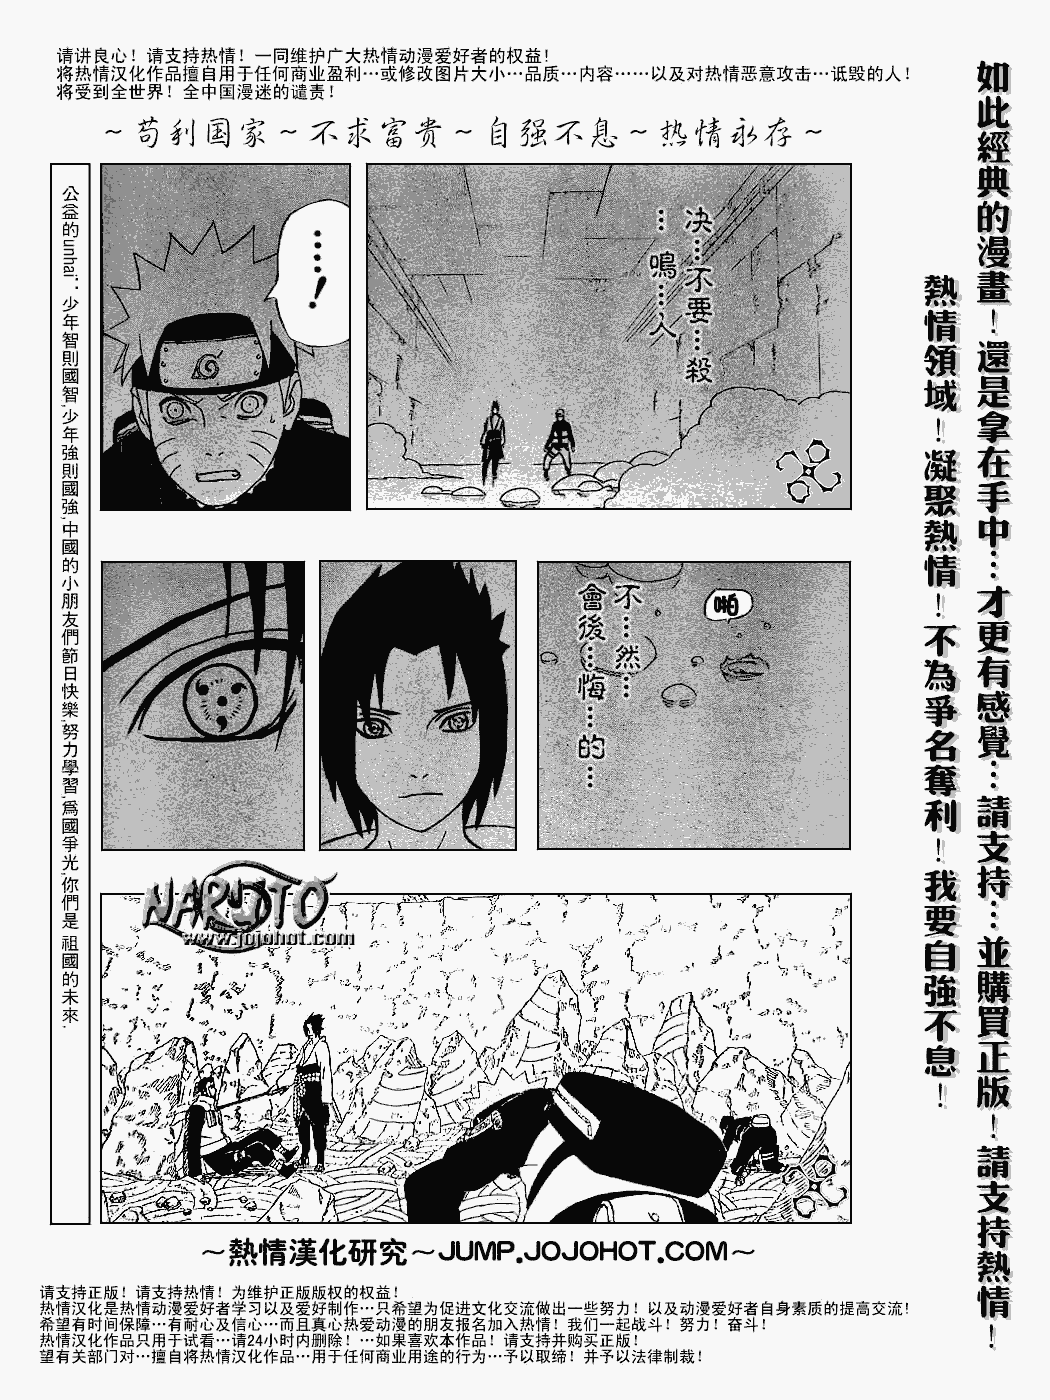 请讲良心！请支持热情！一同维护广大热情动漫爱好者的权益！
将热情汉化作品擅自用于任何商业盈利…或修改图片大小…品质…内容……以及对热情恶意攻击…诋毁的人！
将受到全世界！全中国漫迷的谴责！
～苟利国家～不求富贵～自强不息～热情永存～
如此經典的漫畫！還是拿在手中…才更有感覺…請支持…並購買正版！請支持熱情！
熱情領域！凝聚熱情！不為爭名奪利！我要自強不息！
公益的unhai：少年智則國智,少年強則國強,中國的小朋友們節日快樂,努力學習,爲國爭光,你們是 祖國的未來.
决…不要…殺
…鳴…人
……！
不…然…
會後…悔…的…
啪
NARUTO
www.jojohot.com
～熱情漢化研究～JUMP.JOJOHOT.COM～
请支持正版！请支持热情！为维护正版版权的权益！
热情汉化是热情动漫爱好者学习以及爱好制作…只希望为促进文化交流做出一些努力！以及动漫爱好者自身素质的提高交流！
希望有时间保障…有耐心及信心…而且真心热爱动漫的朋友报名加入热情！我们一起战斗！努力！奋斗！
热情汉化作品只用于试看…请24小时内删除！…如果喜欢本作品！请支持并购买正版！
望有关部门对…擅自将热情汉化作品…用于任何商业用途的行为…予以取缔！并予以法律制裁！